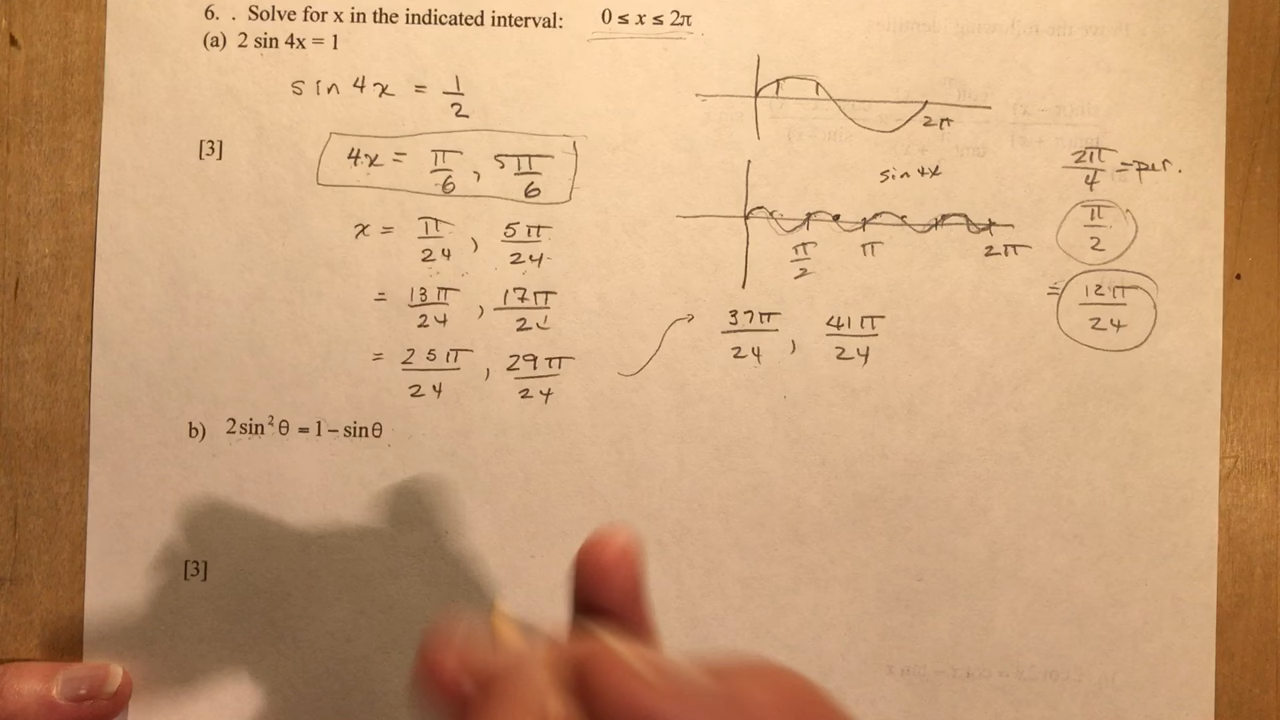 6. . Solve for x in the indicated interval: 0 ≤ x ≤ 2π
(a) 2 sin 4x = 1
sin 4x = 1/2
[3]
4x = π/6, 5π/6
x = π/24, 5π/24
= 13π/24, 17π/24
= 25π/24, 29π/24
2π
sin 4x
π/2 π 2π
2π/4 = per.
π/2
= 12π/24
37π/24, 41π/24
b) 2sin²θ = 1 – sinθ
[3]